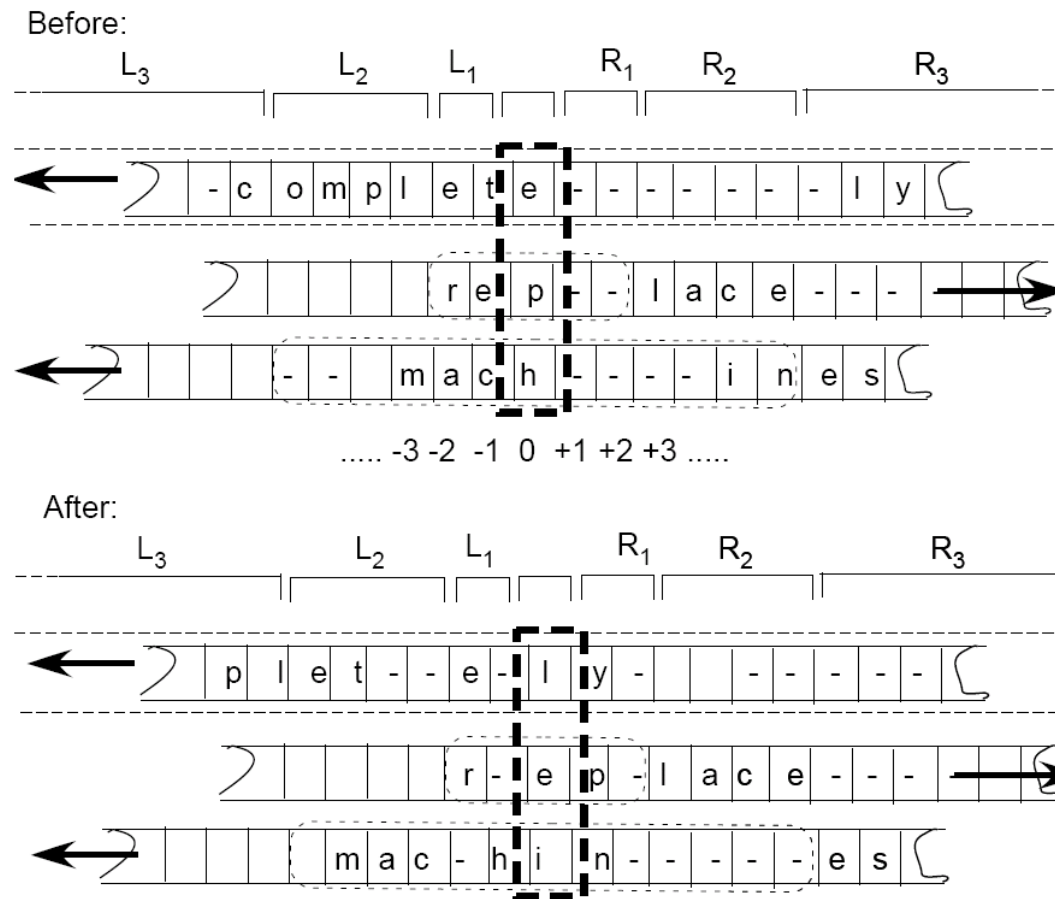 Before:
L3 L2 L1 R1 R2 R3
- c o m p l e t e - - - - - - - l y
r e p - - l a c e - - - -
- - m a c h - - - - i n e s
..... -3 -2 -1 0 +1 +2 +3 .....
After:
L3 L2 L1 R1 R2 R3
p l e t - - e - l y - - - - - -
r - e p - l a c e - - - -
m a c - h i n - - - - - e s